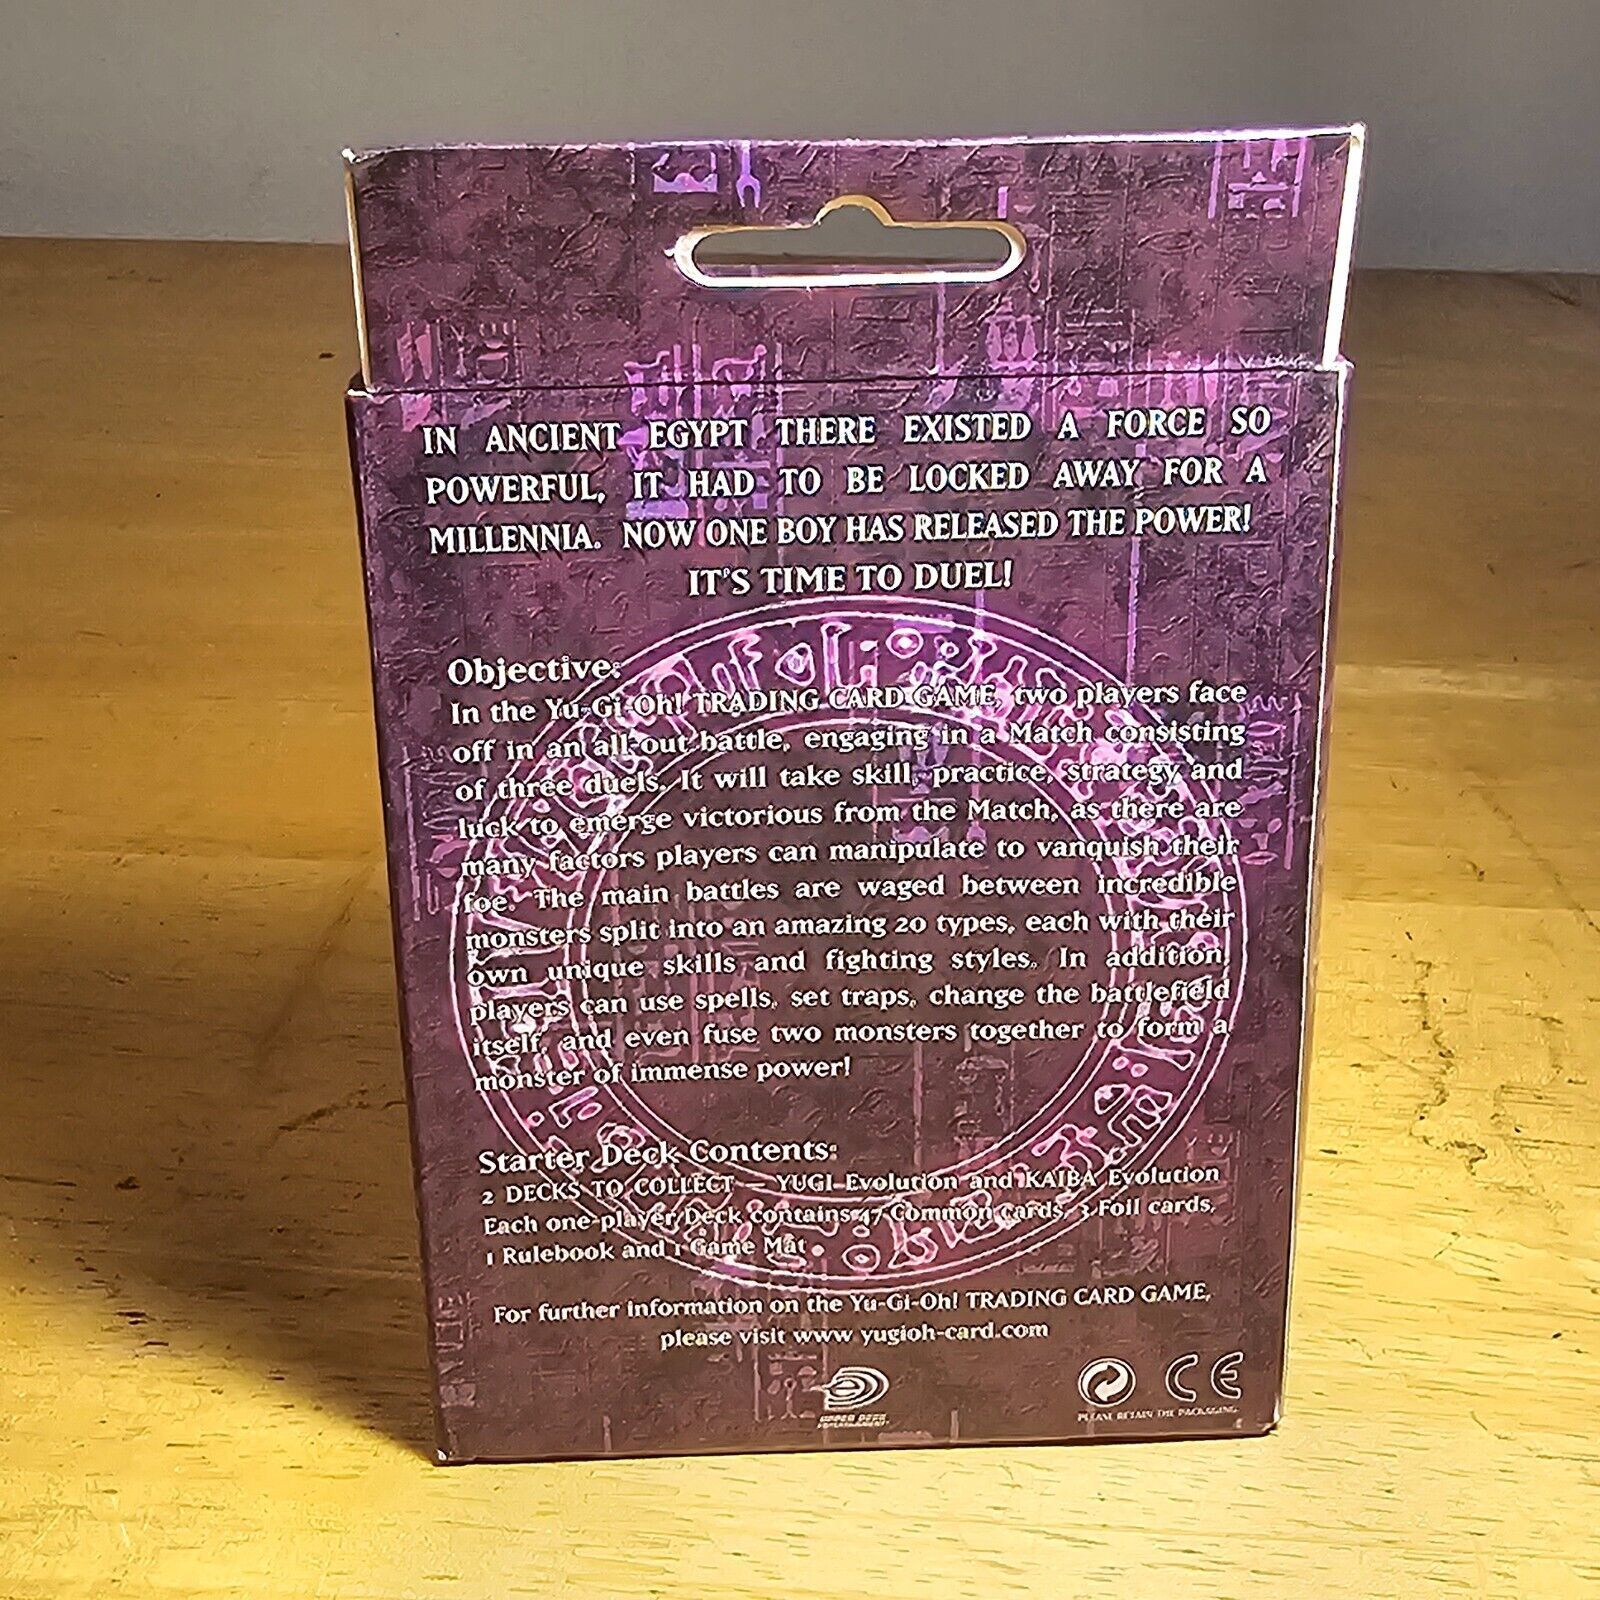 IN ANCIENT EGYPT THERE EXISTED A FORCE SO
POWERFUL, IT HAD TO BE LOCKED AWAY FOR A
MILLENNIA. NOW ONE BOY HAS RELEASED THE POWER!
IT'S TIME TO DUEL!
Objective:
In the Yu-Gi-Oh! TRADING CARD GAME, two players face
off in an all-out battle, engaging in a Match consisting
of three duels. It will take skill, practice, strategy and
luck to emerge victorious from the Match, as there are
many factors players can manipulate to vanquish their
foe. The main battles are waged between incredible
monsters split into an amazing 20 types, each with their
own unique skills and fighting styles. In addition,
players can use spells, set traps, change the battlefield
itself, and even fuse two monsters together to form a
monster of immense power!
Starter Deck Contents:
2 DECKS TO COLLECT — YUGI Evolution and KAIBA Evolution
Each one-player Deck contains 47 Common cards, 3 Foil cards,
1 Rulebook and 1 Game Mat.
For further information on the Yu-Gi-Oh! TRADING CARD GAME,
please visit www yugioh-card.com
UPPER DECK
ENTERTAINMENT
CE
PLEASE RETAIN THE PACKAGING.